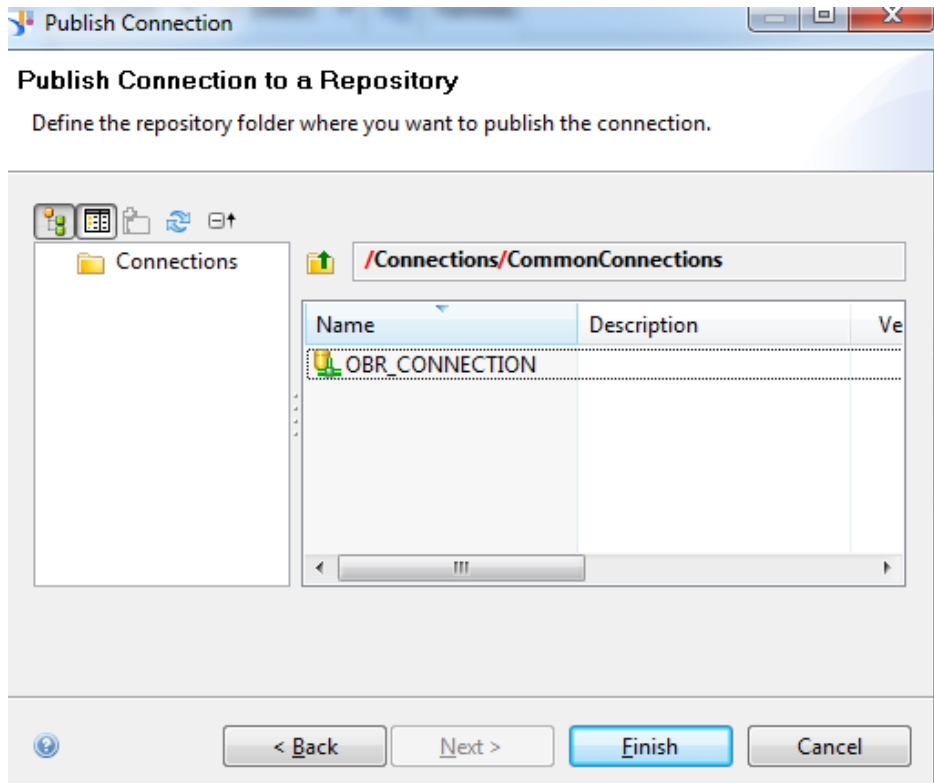 Publish Connection
Publish Connection to a Repository
Define the repository folder where you want to publish the connection.
Connections
/Connections/CommonConnections
Name Description Ve
OBR_CONNECTION
< Back Next > Finish Cancel